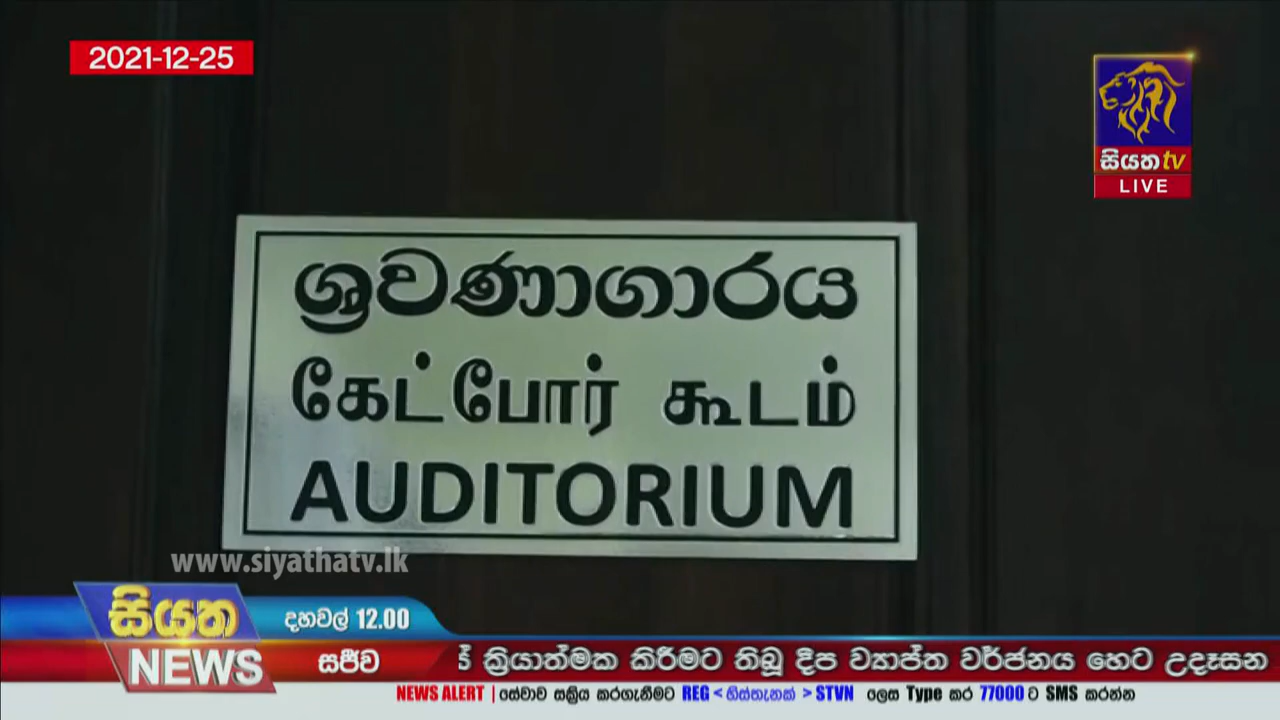 2021-12-25
සියත tv
LIVE
ශ්‍රවණාගාරය
கேட்போர் கூடம்
AUDITORIUM
www.siyathatv.lk
සියත
NEWS
දහවල් 12.00
සජීව
ක්‍රියාත්මක කිරීමට තිබූ දීප ව්‍යාප්ත වර්ජනය හෙට උදෑසන
NEWS ALERT | සේවාව සක්‍රිය කරගැනීමට REG < හිස්තැනක් > STVN ලෙස Type කර 77000 ට SMS කරන්න